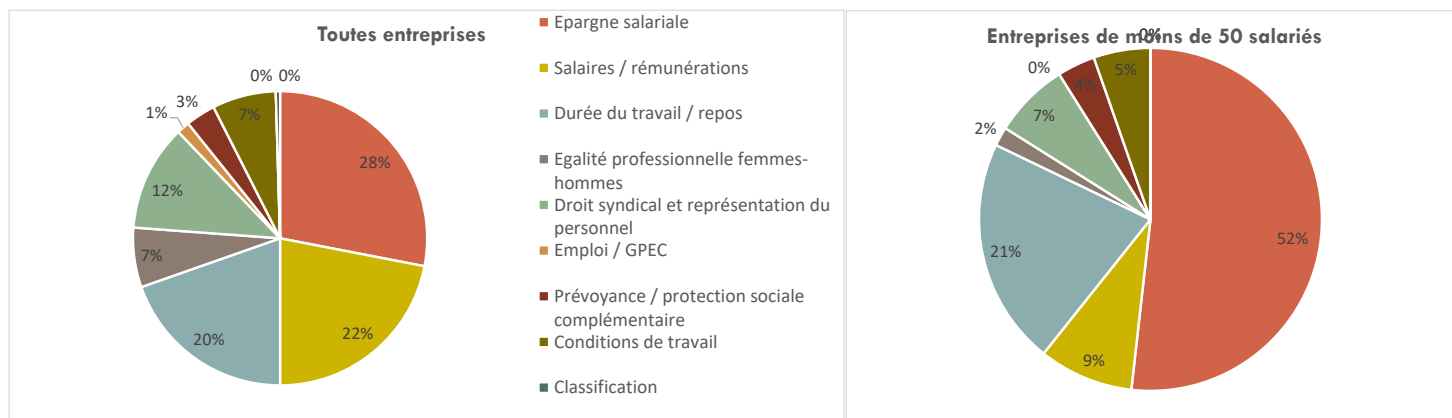 Toutes entreprises
0%
0%
3%
1%
7%
28%
12%
7%
20%
22%
Epargne salariale
Salaires / rémunérations
Durée du travail / repos
Egalité professionnelle femmes-
hommes
Droit syndical et représentation du
personnel
Emploi / GPEC
Prévoyance / protection sociale
complémentaire
Conditions de travail
Classification
Entreprises de moins de 50 salariés
0%
0%
4%
5%
7%
2%
21%
52%
9%